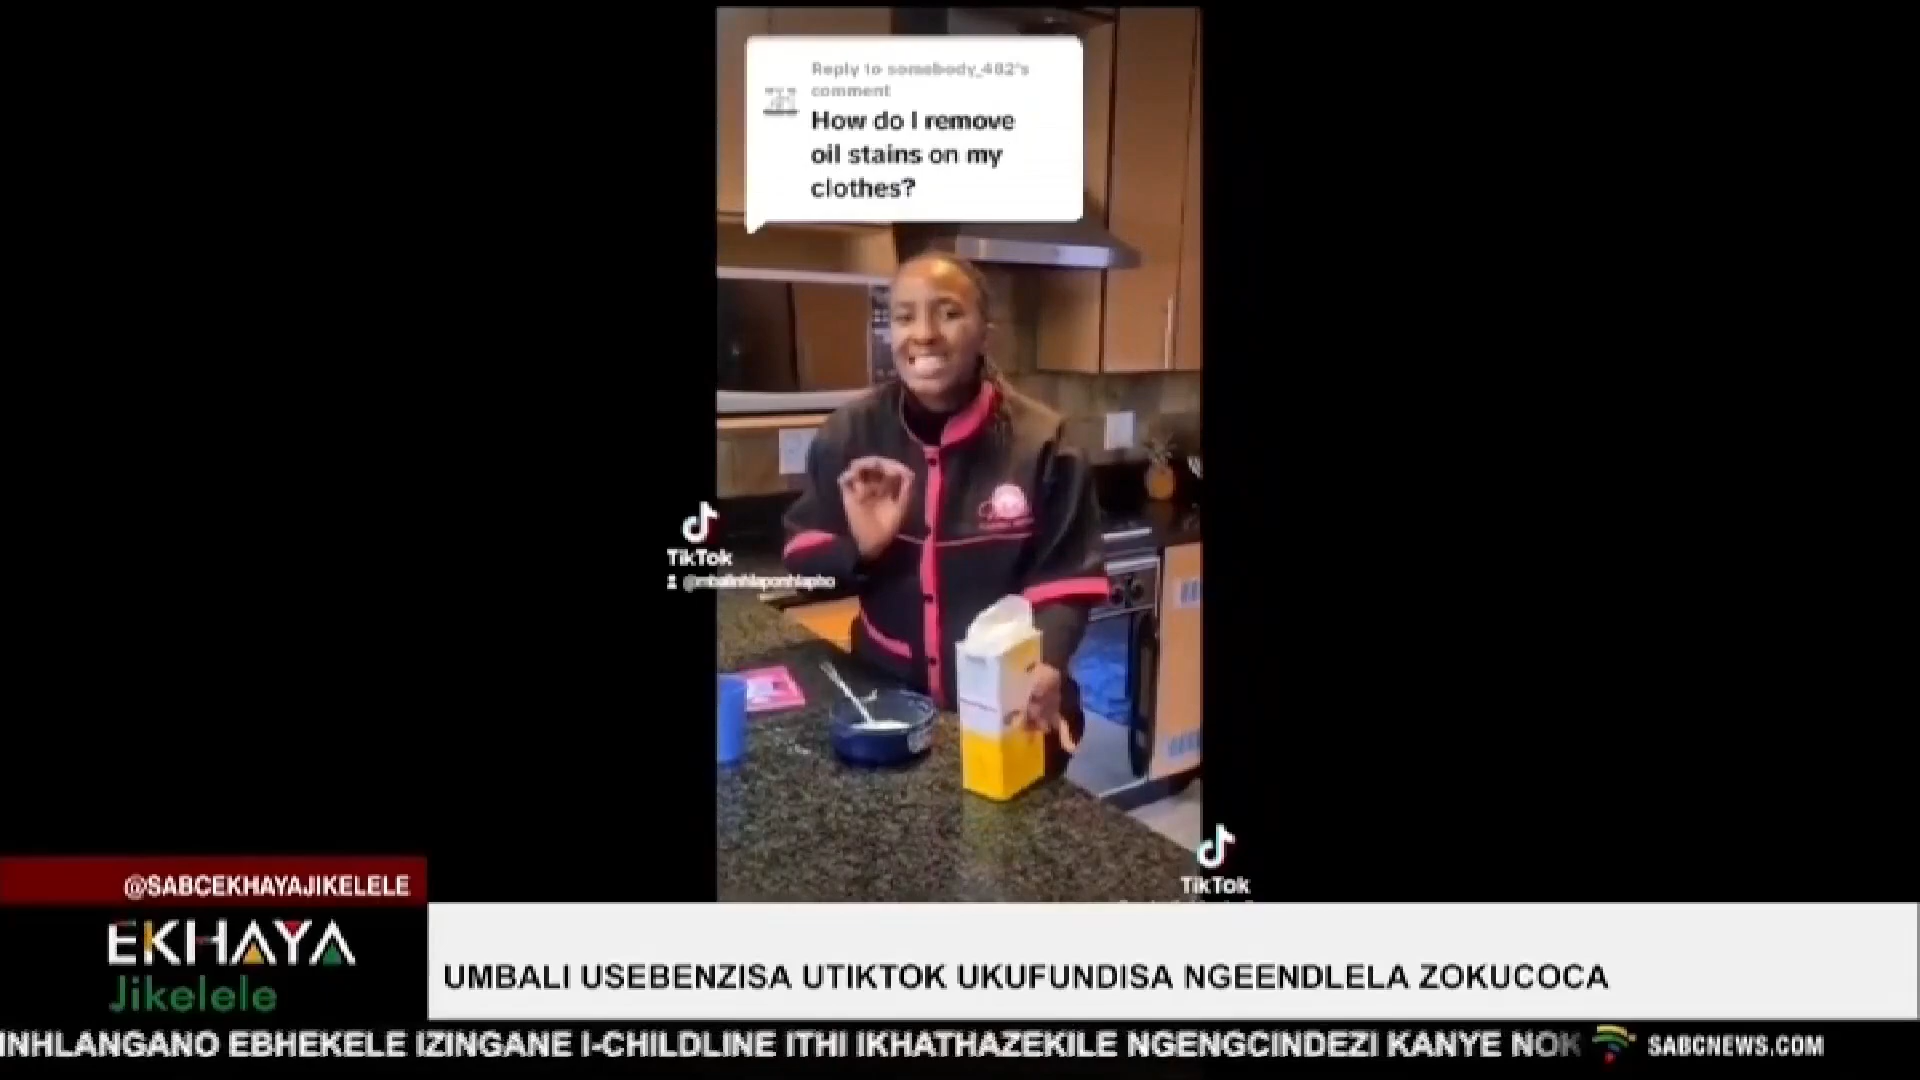 Reply to somebody_482's
comment
How do I remove
oil stains on my
clothes?
TikTok
TikTok
@SABCEKHAYAJIKELELE
EKHAYA
Jikelele
UMBALI USEBENZISA UTIKTOK UKUFUNDISA NGEENDLELA ZOKUCOCA
INHLANGANO EBHEKELE IZINGANE I-CHILDLINE ITHI IKHATHAZEKILE NGENGCINDEZI KANYE NOK
SABCNEWS.COM